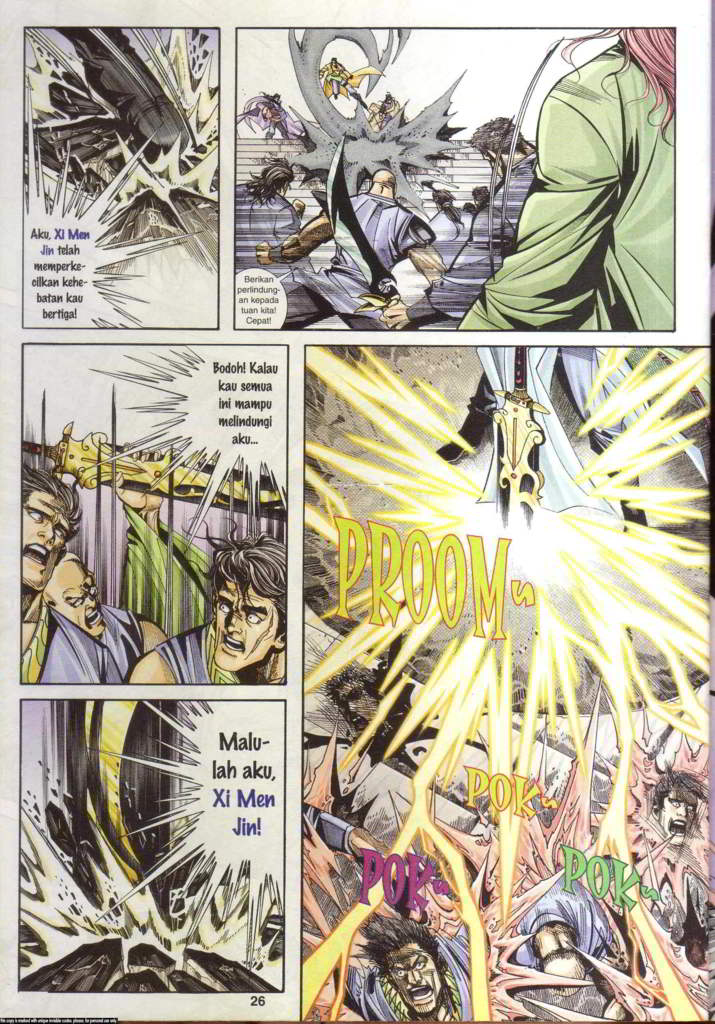 Aku, Xi Men
Jin telah
memperke-
cilkan kehe-
batan kau
bertiga!
Berikan
perlindung-
an kepada
tuan kita!
Cepat!
Bodoh! Kalau
kau semua
ini mampu
melindungi
aku...
PROOM
POK
POK
POK
Malu-
lah aku,
Xi Men
Jin!
26